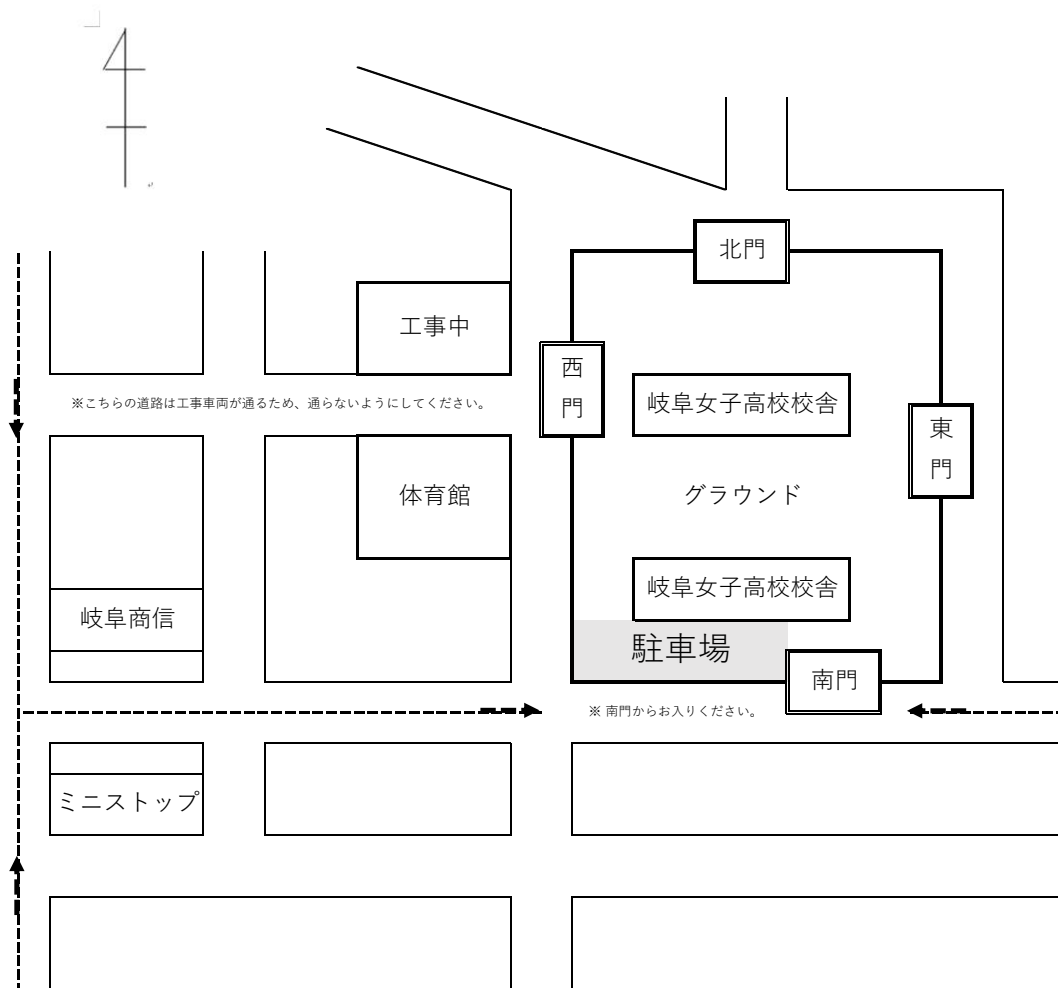 北門
工事中
西門
岐阜女子高校校舎
※こちらの道路は工事車両が通るため、通らないようにしてください。
東門
体育館
グラウンド
岐阜女子高校校舎
岐阜商信
駐車場
南門
※ 南門からお入りください。
ミニストップ